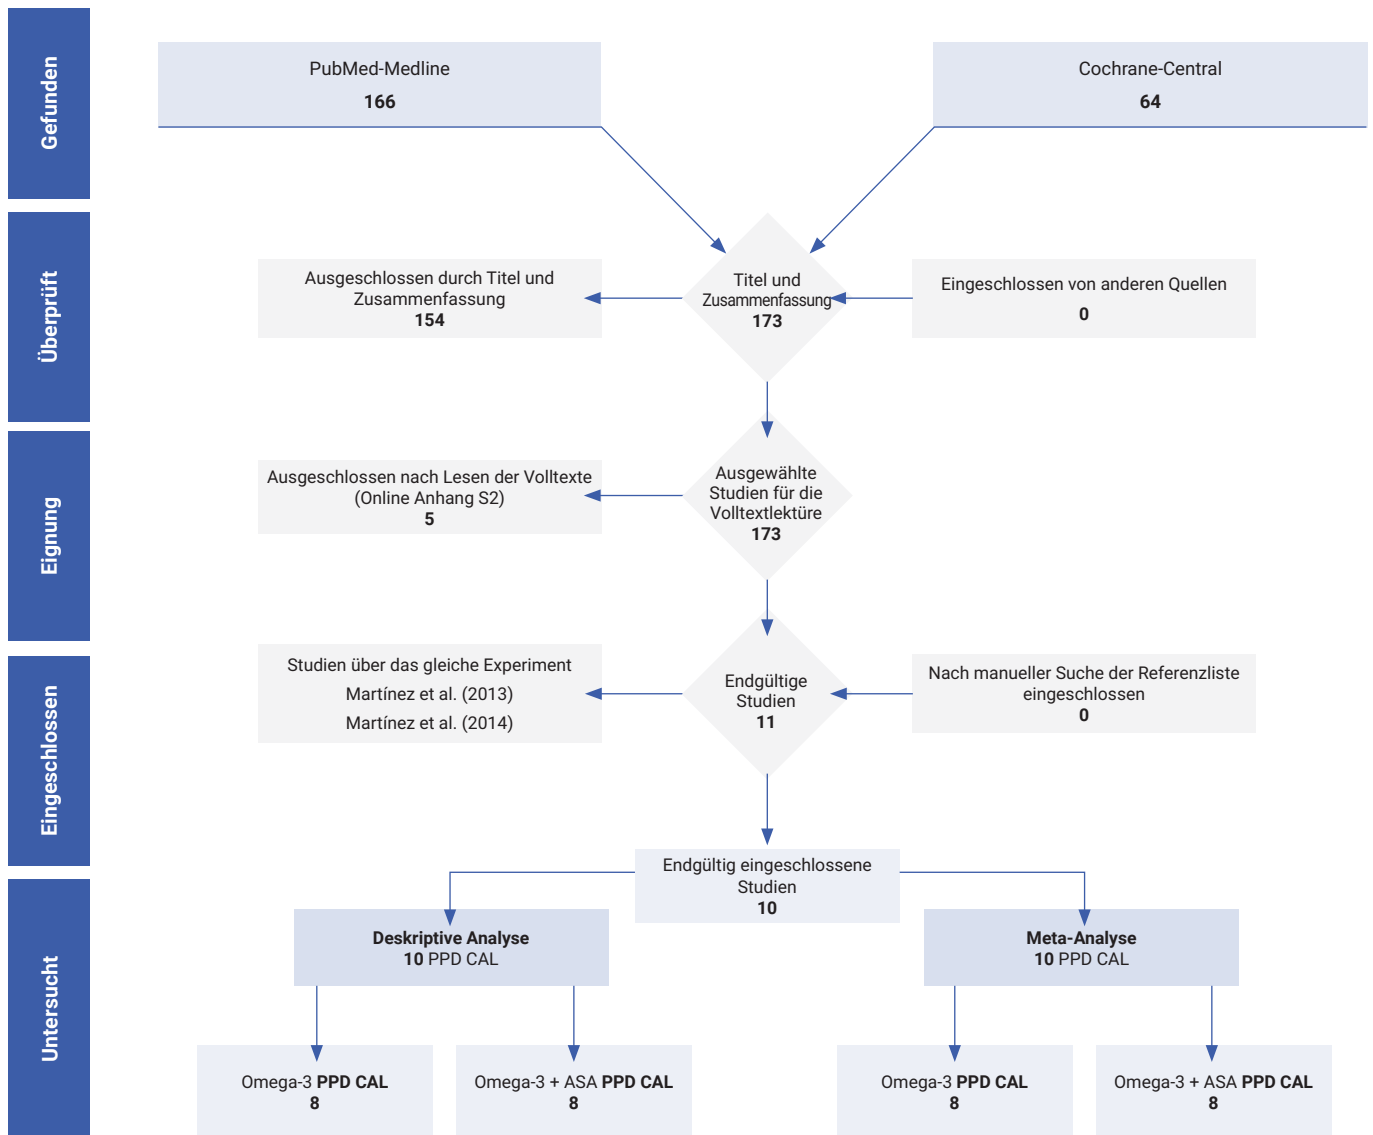 Gefunden
PubMed-Medline
166
Cochrane-Central
64
Überprüft
Ausgeschlossen durch Titel und
Zusammenfassung
154
Titel und
Zusammenfassung
173
Eingeschlossen von anderen Quellen
0
Eignung
Ausgeschlossen nach Lesen der Volltexte
(Online Anhang S2)
5
Ausgewählte
Studien für die
Volltextlektüre
173
Eingeschlossen
Studien über das gleiche Experiment
Martínez et al. (2013)
Martínez et al. (2014)
Endgültige
Studien
11
Nach manueller Suche der Referenzliste
eingeschlossen
0
Endgültig eingeschlossene
Studien
10
Untersucht
Deskriptive Analyse
10 PPD CAL
Meta-Analyse
10 PPD CAL
Omega-3 PPD CAL
8
Omega-3 + ASA PPD CAL
8
Omega-3 PPD CAL
8
Omega-3 + ASA PPD CAL
8